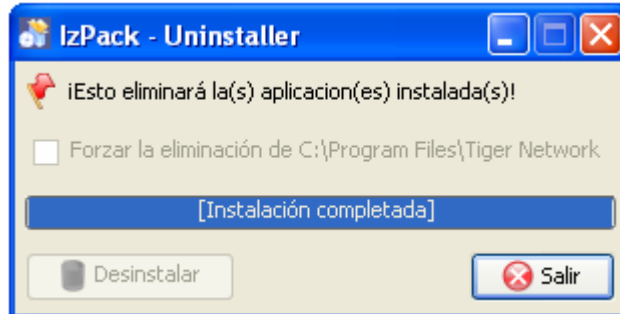 IzPack - Uninstaller
¡Esto eliminará la(s) aplicacion(es) instalada(s)!
Forzar la eliminación de C:\Program Files\Tiger Network
[Instalación completada]
Desinstalar
Salir